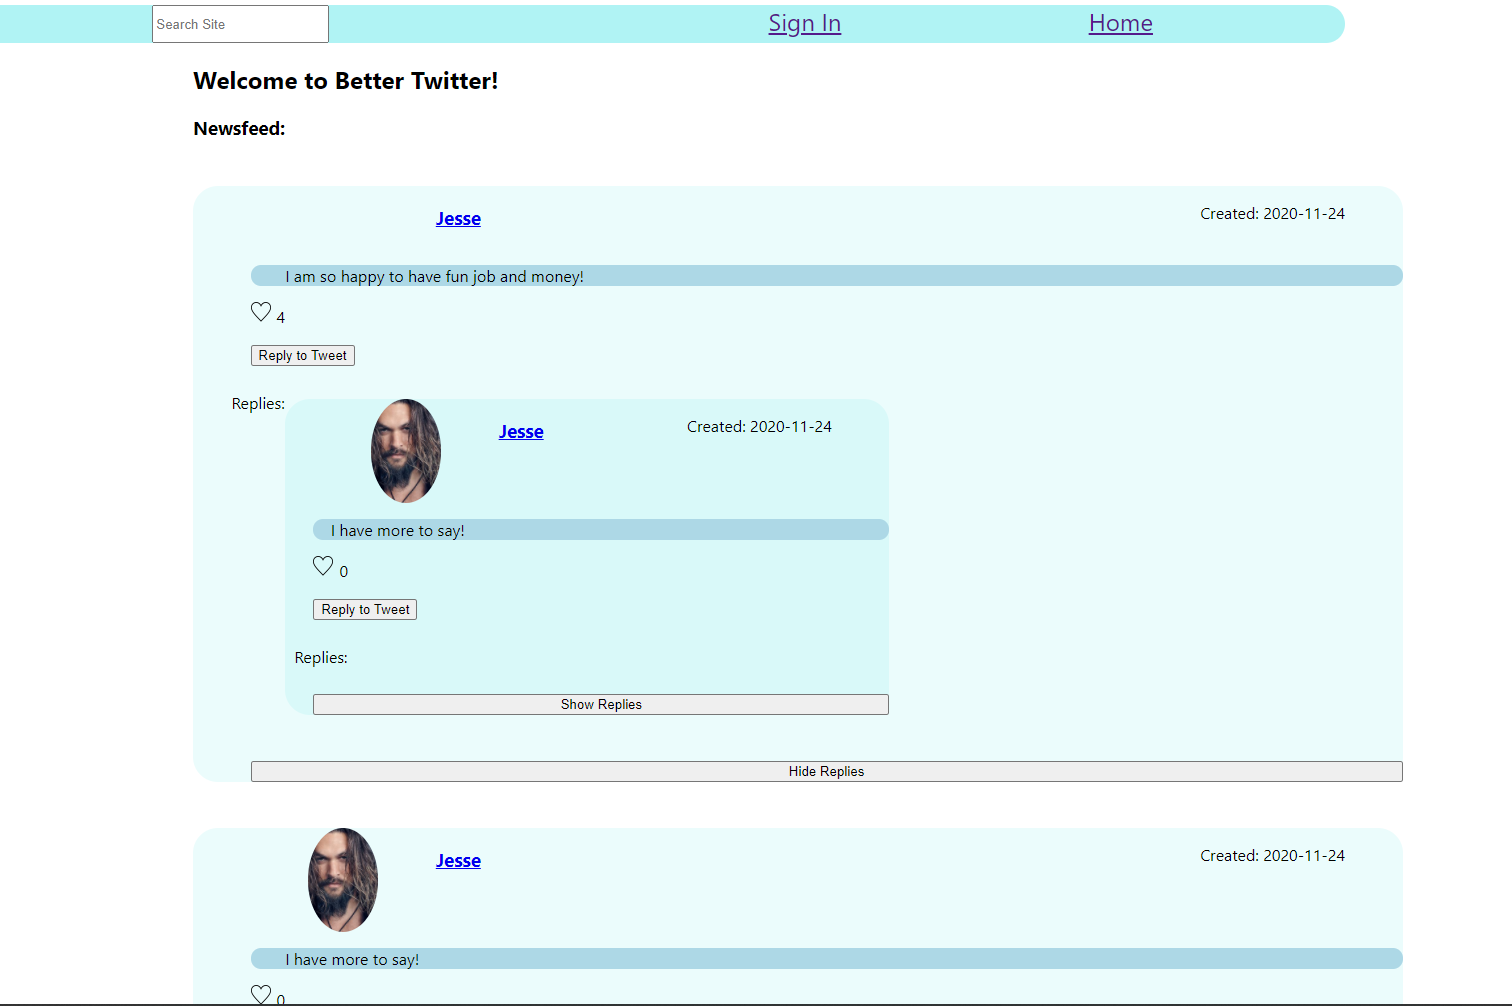 Search Site Sign In Home
Welcome to Better Twitter!
Newsfeed:
Jesse Created: 2020-11-24
I am so happy to have fun job and money!
4
Reply to Tweet
Replies:
Jesse Created: 2020-11-24
I have more to say!
0
Reply to Tweet
Replies:
Show Replies
Hide Replies
Jesse Created: 2020-11-24
I have more to say!
0